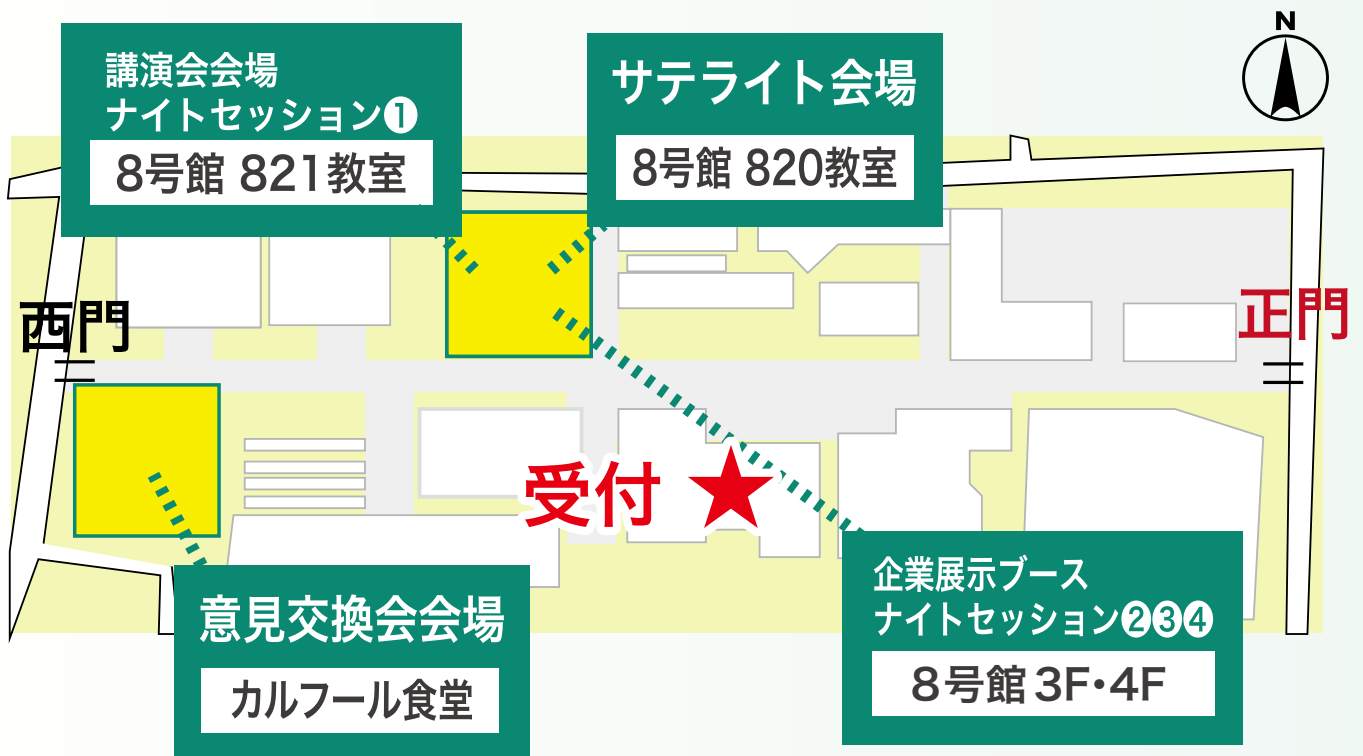 N
講演会会場
ナイトセッション❶
8号館 821教室
サテライト会場
8号館 820教室
西門
正門
受付 ★
意見交換会会場
カルフール食堂
企業展示ブース
ナイトセッション❷❸❹
8号館 3F・4F